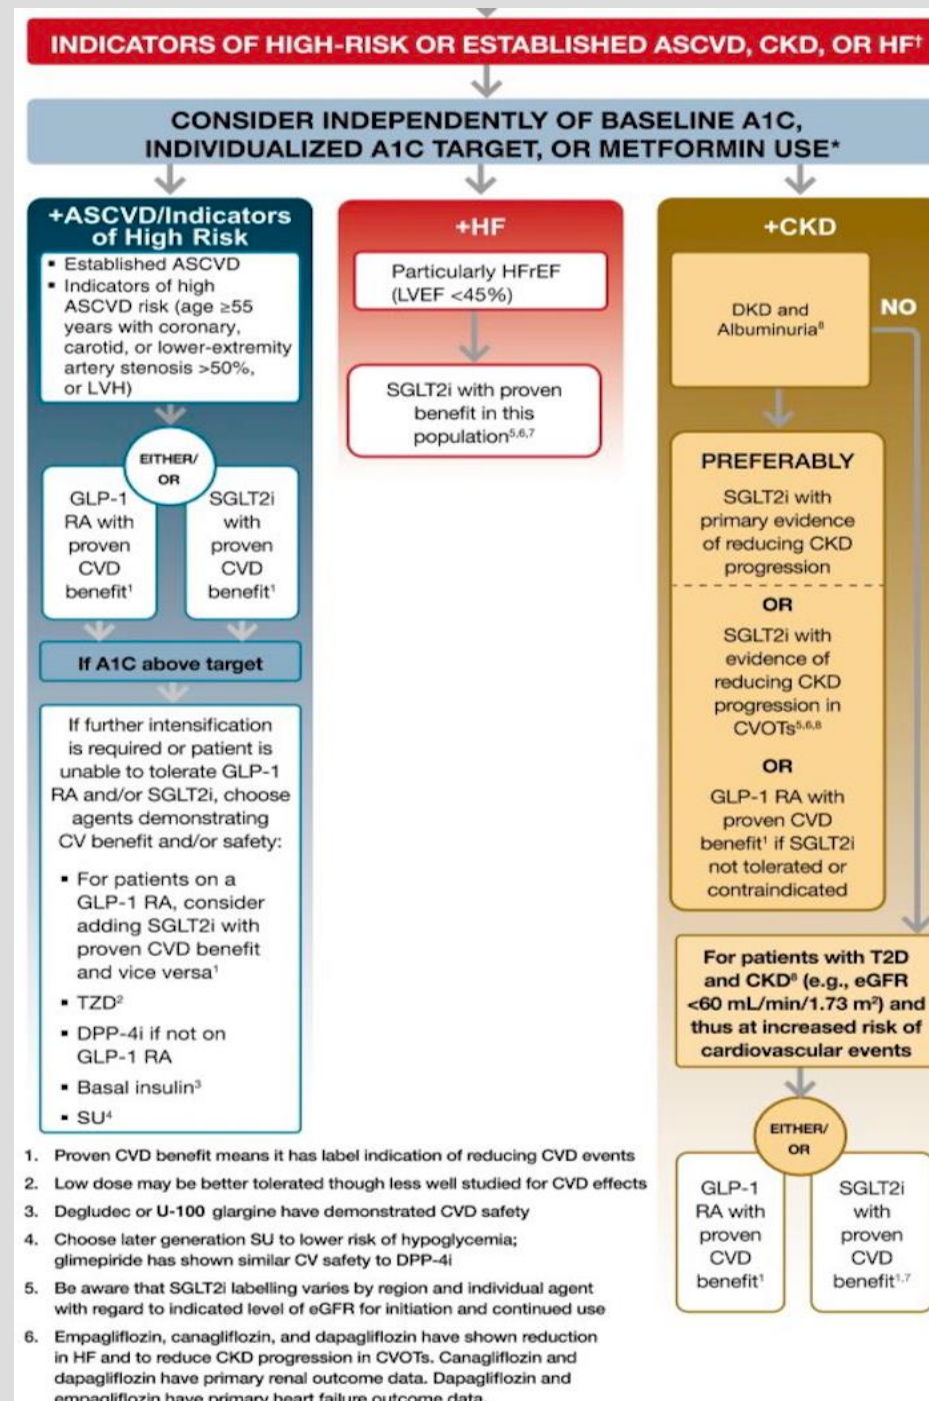 INDICATORS OF HIGH-RISK OR ESTABLISHED ASCVD, CKD, OR HF†
CONSIDER INDEPENDENTLY OF BASELINE A1C,
INDIVIDUALIZED A1C TARGET, OR METFORMIN USE*
+ASCVD/Indicators
of High Risk
▪ Established ASCVD
▪ Indicators of high
ASCVD risk (age ≥55
years with coronary,
carotid, or lower-extremity
artery stenosis >50%,
or LVH)
EITHER/
OR
GLP-1
RA with
proven
CVD
benefit¹
SGLT2i
with
proven
CVD
benefit¹
If A1C above target
If further intensification
is required or patient is
unable to tolerate GLP-1
RA and/or SGLT2i, choose
agents demonstrating
CV benefit and/or safety:
▪ For patients on a
GLP-1 RA, consider
adding SGLT2i with
proven CVD benefit
and vice versa¹
▪ TZD²
▪ DPP-4i if not on
GLP-1 RA
▪ Basal insulin³
▪ SU⁴
+HF
Particularly HFrEF
(LVEF <45%)
SGLT2i with proven
benefit in this
population⁵,⁶,⁷
+CKD
DKD and
Albuminuria⁸
NO
PREFERABLY
SGLT2i with
primary evidence
of reducing CKD
progression
OR
SGLT2i with
evidence of
reducing CKD
progression in
CVOTs⁵,⁶,⁸
OR
GLP-1 RA with
proven CVD
benefit¹ if SGLT2i
not tolerated or
contraindicated
For patients with T2D
and CKD⁸ (e.g., eGFR
<60 mL/min/1.73 m²) and
thus at increased risk of
cardiovascular events
EITHER/
OR
GLP-1
RA with
proven
CVD
benefit¹
SGLT2i
with
proven
CVD
benefit¹,⁷
1. Proven CVD benefit means it has label indication of reducing CVD events
2. Low dose may be better tolerated though less well studied for CVD effects
3. Degludec or U-100 glargine have demonstrated CVD safety
4. Choose later generation SU to lower risk of hypoglycemia;
glimepiride has shown similar CV safety to DPP-4i
5. Be aware that SGLT2i labelling varies by region and individual agent
with regard to indicated level of eGFR for initiation and continued use
6. Empagliflozin, canagliflozin, and dapagliflozin have shown reduction
in HF and to reduce CKD progression in CVOTs. Canagliflozin and
dapagliflozin have primary renal outcome data. Dapagliflozin and
empagliflozin have primary heart failure outcome data.